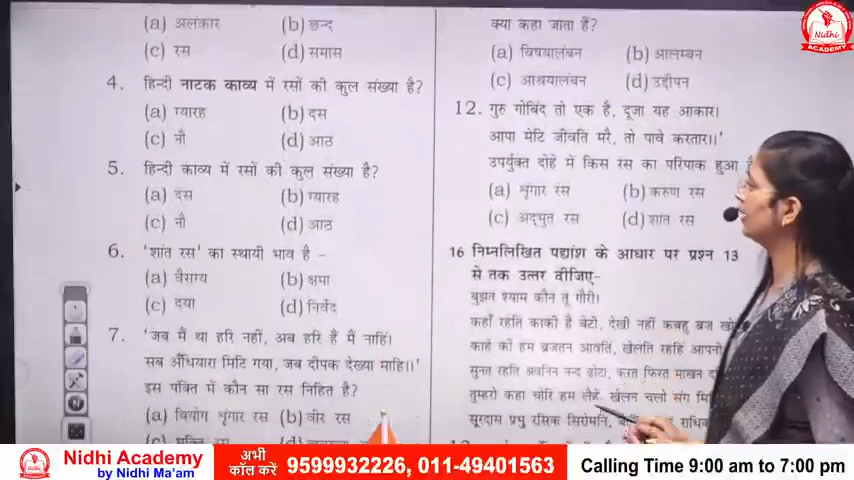 (a) अलंकार (b) छन्द
(c) रस (d) समास
4. हिन्दी नाटक काव्य में रसों की कुल संख्या है?
(a) ग्यारह (b) दस
(c) नौ (d) आठ
5. हिन्दी काव्य में रसों की कुल संख्या है?
(a) दस (b) ग्यारह
(c) नौ (d) आठ
6. 'शांत रस' का स्थायी भाव है -
(a) वैराग्य (b) क्षमा
(c) दया (d) निर्वेद
7. 'जब मैं था हरि नहीं, अब हरि है मैं नाहिं।
सब अँधियारा मिटि गया, जब दीपक देख्या माहि।।'
इस पंक्ति में कौन सा रस निहित है?
(a) वियोग श्रृंगार रस (b) वीर रस
क्या कहा जाता है?
(a) विषयालंबन (b) आलम्बन
(c) आश्रयालंबन (d) उद्दीपन
12. गुरु गोबिंद तो एक है, दूजा यह आकार।
आपा मेटि जीवति मरै, तो पावे करतार।।'
उपर्युक्त दोहे में किस रस का परिपाक हुआ
(a) श्रृंगार रस (b) करुण रस
(c) अद्भुत रस (d) शांत रस
16 निम्नलिखित पद्यांश के आधार पर प्रश्न 13
से तक उत्तर दीजिए-
बुझत श्याम कौन तू गौरी।
कहाँ रहति काकी है बेटो, देखी नहीं कबहु ब्रज
काहे कों हम ब्रजतन आवतिं, खेलति रहहिं
सुनत रहति नन्द ढोटा, करत फिरत माखन
तुम्हरो कहा चोरि हम लैहें, खेलन चलो संग
सूरदास प्रभु रसिक सिरोमनि,
Nidhi
ACADEMY
Nidhi Academy
by Nidhi Ma'am
अभी
कॉल करें
9599932226, 011-49401563
Calling Time 9:00 am to 7:00 pm